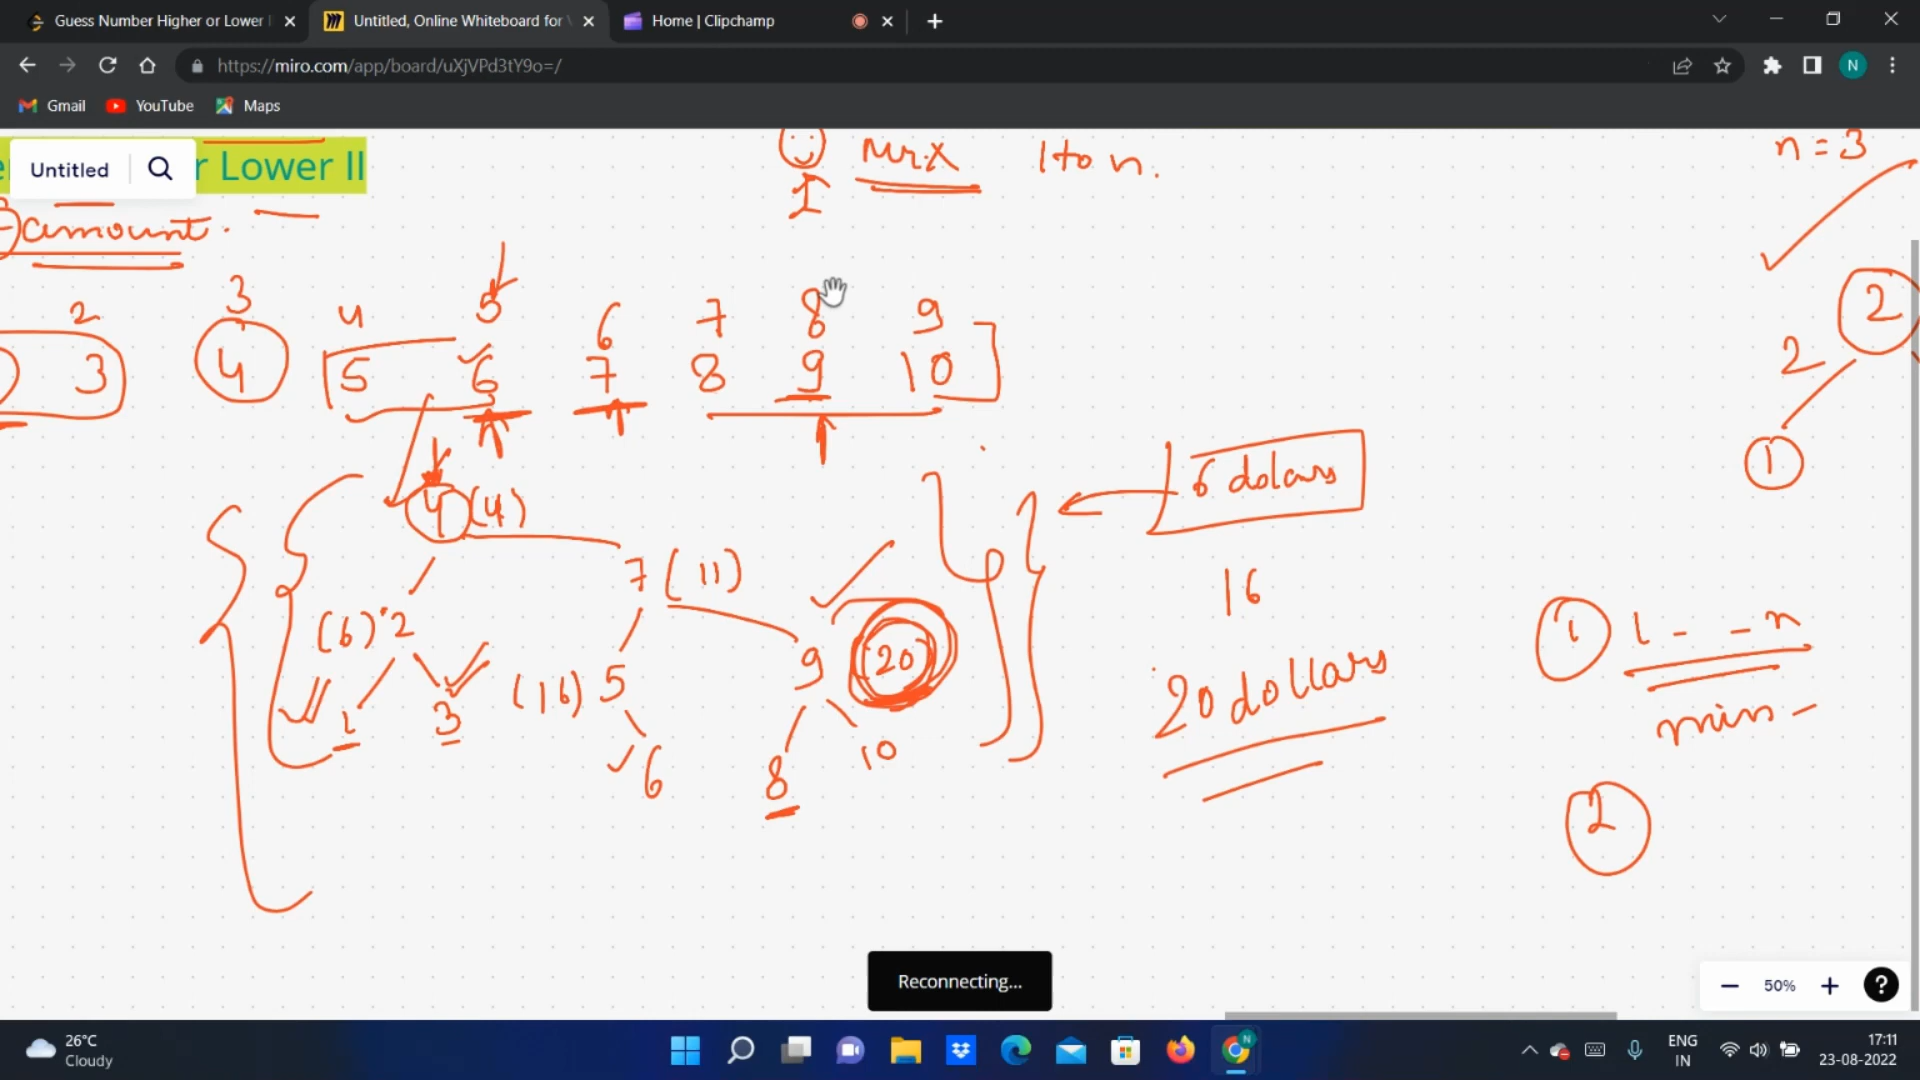 Guess Number Higher or Lower I
Untitled, Online Whiteboard for V
Home | Clipchamp
https://miro.com/app/board/uXjVPd3tY9o=/
N
Gmail
YouTube
Maps
Untitled
r Lower II
Mr.X
1 to n.
I
n = 3
amount.
2 3 4 5 6 7 8 9
3 4 5 6 7 8 9 10
2
2
1
4 (4)
6 dolars
7 (11)
16
(6) 2
1 3
(16) 5
9 20
20 dollars
6
8
10
1 1 - - n
min -
2
Reconnecting...
50%
?
26°C
Cloudy
ENG
IN
17:11
23-08-2022